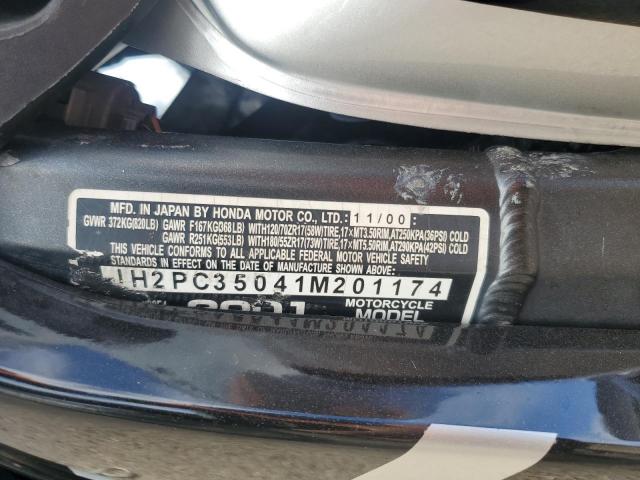 MFD. IN JAPAN BY HONDA MOTOR CO., LTD. 11/00
GVWR 372KG(820LB) GAWR F167KG(368LB) WITH120/70ZR17(58W)TIRE,17×MT3.50RIM,AT250KPA(36PSI) COLD
GAWR R251KG(553LB) WITH180/55ZR17(73W)TIRE,17×MT5.50RIM,AT290KPA(42PSI) COLD
THIS VEHICLE CONFORMS TO ALL APPLICABLE FEDERAL MOTOR VEHICLE SAFETY
STANDARDS IN EFFECT ON THE DATE OF MANUFACTURE SHOWN ABOVE.
JH2PC35041M201174
2001 MOTORCYCLE
MODEL